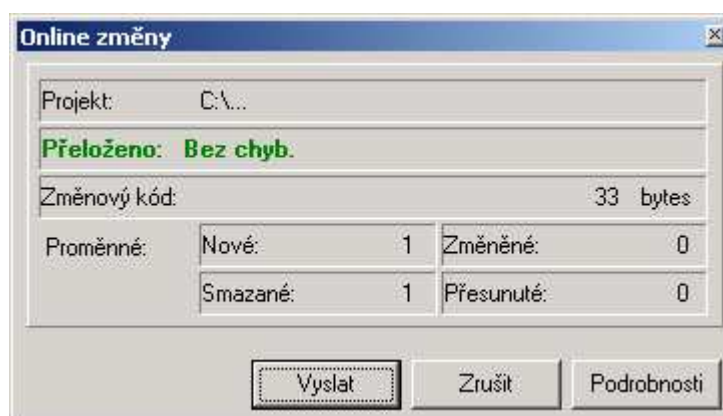 Online změny
Projekt: C:\...
Přeloženo: Bez chyb.
Změnový kód: 33 bytes
Proměnné: Nové: 1 Změněné: 0
Smazané: 1 Přesunuté: 0
Vyslat Zrušit Podrobnosti